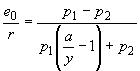 e₀/r = (p₁ − p₂) / (p₁(a/y − 1) + p₂)